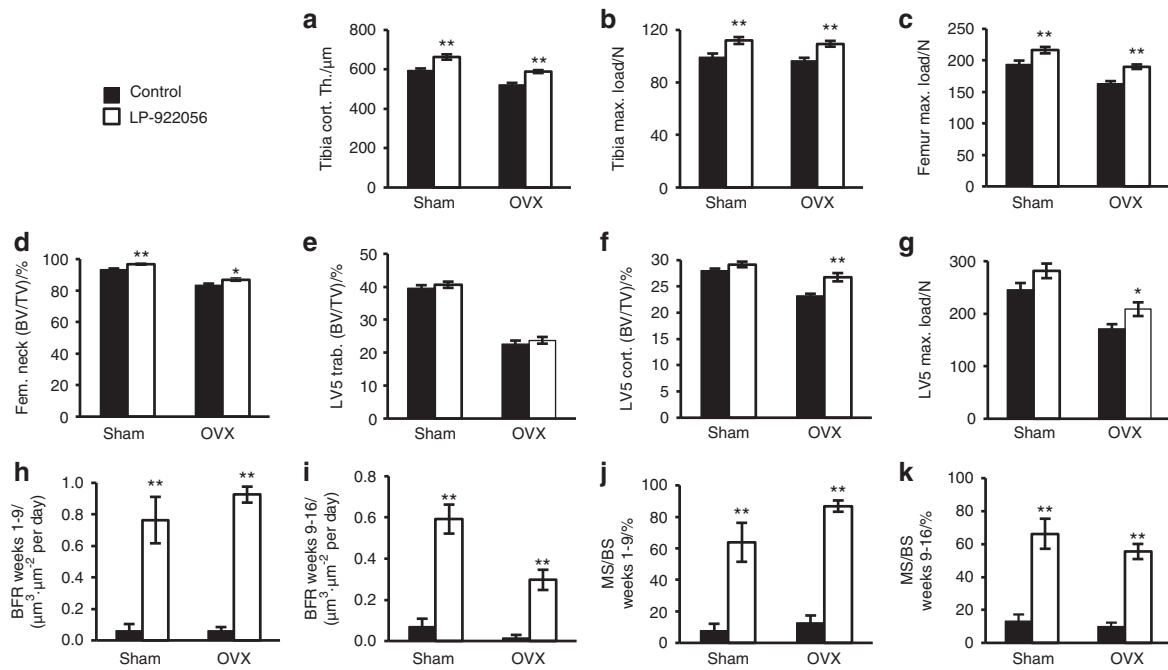 Control
LP-922056
a
Tibia cort. Th./μm
800
600
400
200
0
**
**
Sham
OVX
b
Tibia max. load/N
120
80
40
0
**
**
Sham
OVX
c
Femur max. load/N
250
200
150
100
50
0
**
**
Sham
OVX
d
Fem. neck (BV/TV)/%
100
80
60
40
20
0
**
*
Sham
OVX
e
LV5 trab. (BV/TV)/%
50
40
30
20
10
0
Sham
OVX
f
LV5 cort. (BV/TV)/%
30
25
20
15
10
5
0
**
Sham
OVX
g
LV5 max. load/N
300
200
100
0
*
Sham
OVX
h
BFR weeks 1-9/
(μm³·μm⁻² per day)
1.0
0.8
0.6
0.4
0.2
0.0
**
**
Sham
OVX
i
BFR weeks 9-16/
(μm³·μm⁻² per day)
0.8
0.6
0.4
0.2
0.0
**
**
Sham
OVX
j
MS/BS
weeks 1-9/%
100
80
60
40
20
0
**
**
Sham
OVX
k
MS/BS
weeks 9-16/%
100
80
60
40
20
0
**
**
Sham
OVX